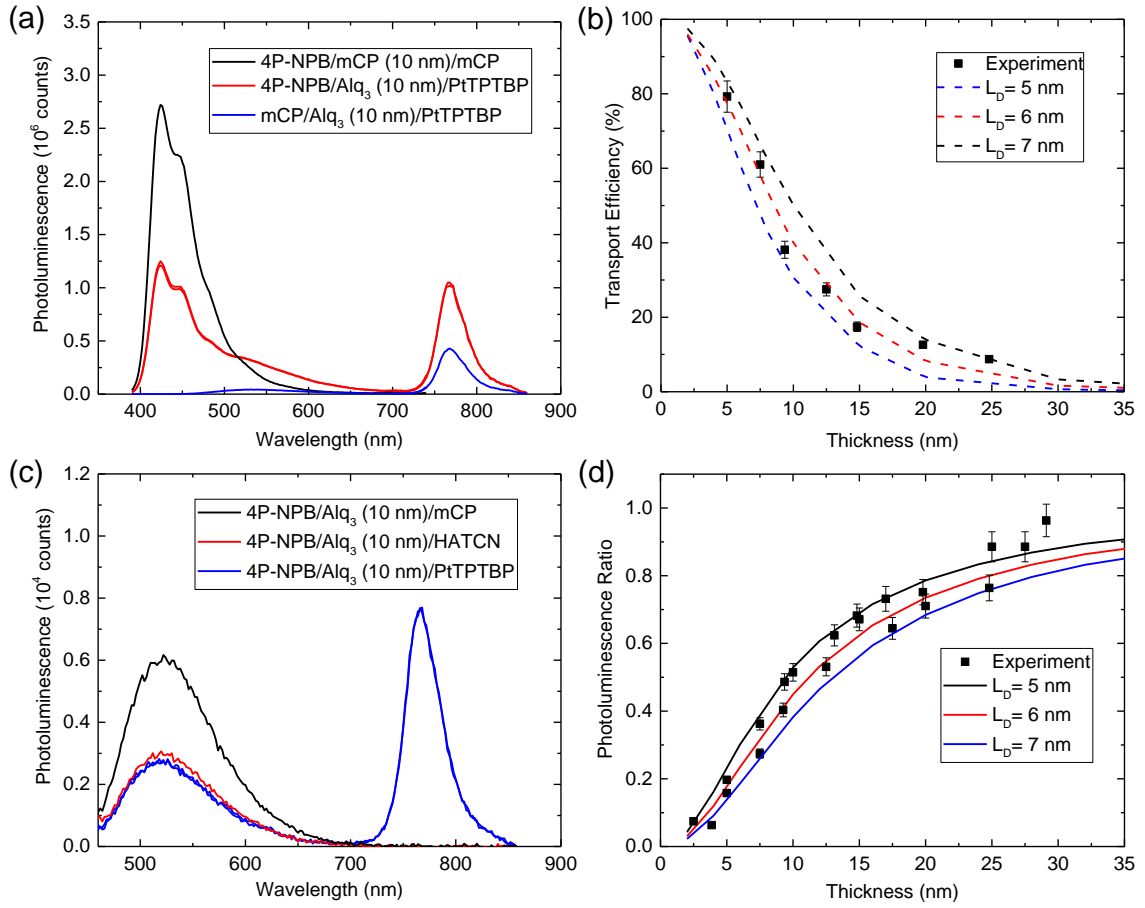 (a)
3.5
3.0
2.5
2.0
1.5
1.0
0.5
0.0
Photoluminescence (10⁶ counts)
4P-NPB/mCP (10 nm)/mCP
4P-NPB/Alq₃ (10 nm)/PtTPTBP
mCP/Alq₃ (10 nm)/PtTPTBP
400 500 600 700 800 900
Wavelength (nm)
(b)
100
80
60
40
20
0
Transport Efficiency (%)
Experiment
L_D= 5 nm
L_D= 6 nm
L_D= 7 nm
0 5 10 15 20 25 30 35
Thickness (nm)
(c)
1.2
1.0
0.8
0.6
0.4
0.2
0.0
Photoluminescence (10⁴ counts)
4P-NPB/Alq₃ (10 nm)/mCP
4P-NPB/Alq₃ (10 nm)/HATCN
4P-NPB/Alq₃ (10 nm)/PtTPTBP
500 600 700 800 900
Wavelength (nm)
(d)
1.0
0.8
0.6
0.4
0.2
0.0
Photoluminescence Ratio
Experiment
L_D= 5 nm
L_D= 6 nm
L_D= 7 nm
0 5 10 15 20 25 30 35
Thickness (nm)